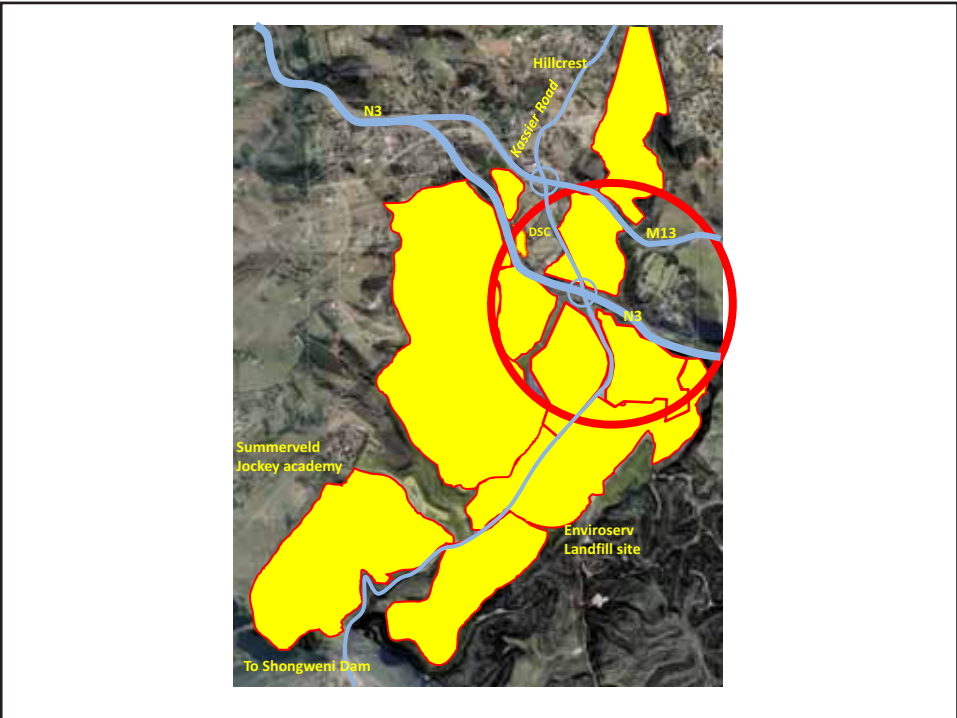 Hillcrest
Kassier Road
N3
DSC
M13
N3
Summerveld
Jockey academy
Enviroserv
Landfill site
To Shongweni Dam